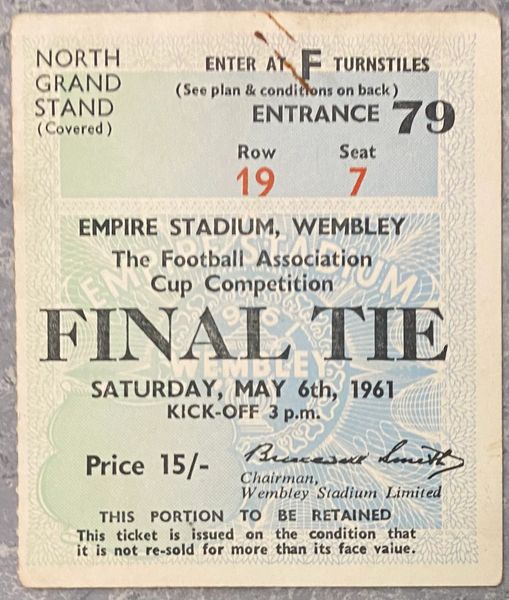 NORTH
GRAND
STAND
(Covered)
ENTER AT F TURNSTILES
(See plan & conditions on back)
ENTRANCE 79
Row Seat
19 7
EMPIRE STADIUM, WEMBLEY
The Football Association
Cup Competition
EMPIRE STADIUM
WEMBLEY
FINAL TIE
SATURDAY, MAY 6th, 1961
KICK-OFF 3 p.m.
Price 15/-
Chairman,
Wembley Stadium Limited
THIS PORTION TO BE RETAINED
This ticket is issued on the condition that
it is not re-sold for more than its face value.